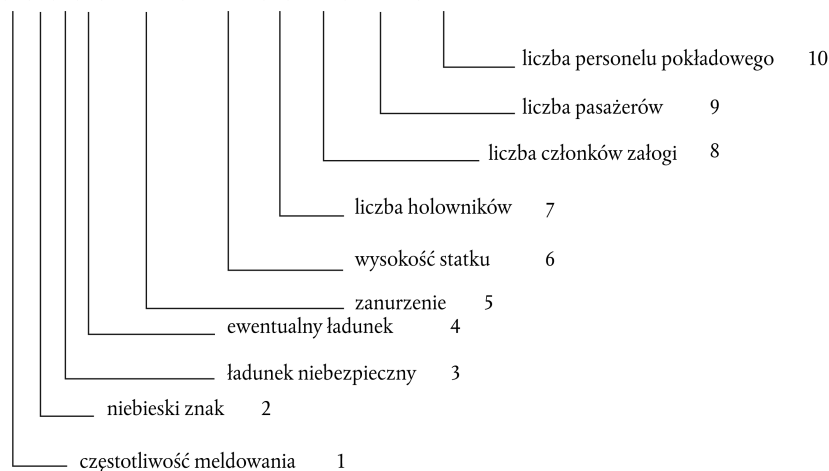 liczba personelu pokładowego 10
liczba pasażerów 9
liczba członków załogi 8
liczba holowników 7
wysokość statku 6
zanurzenie 5
ewentualny ładunek 4
ładunek niebezpieczny 3
niebieski znak 2
częstotliwość meldowania 1